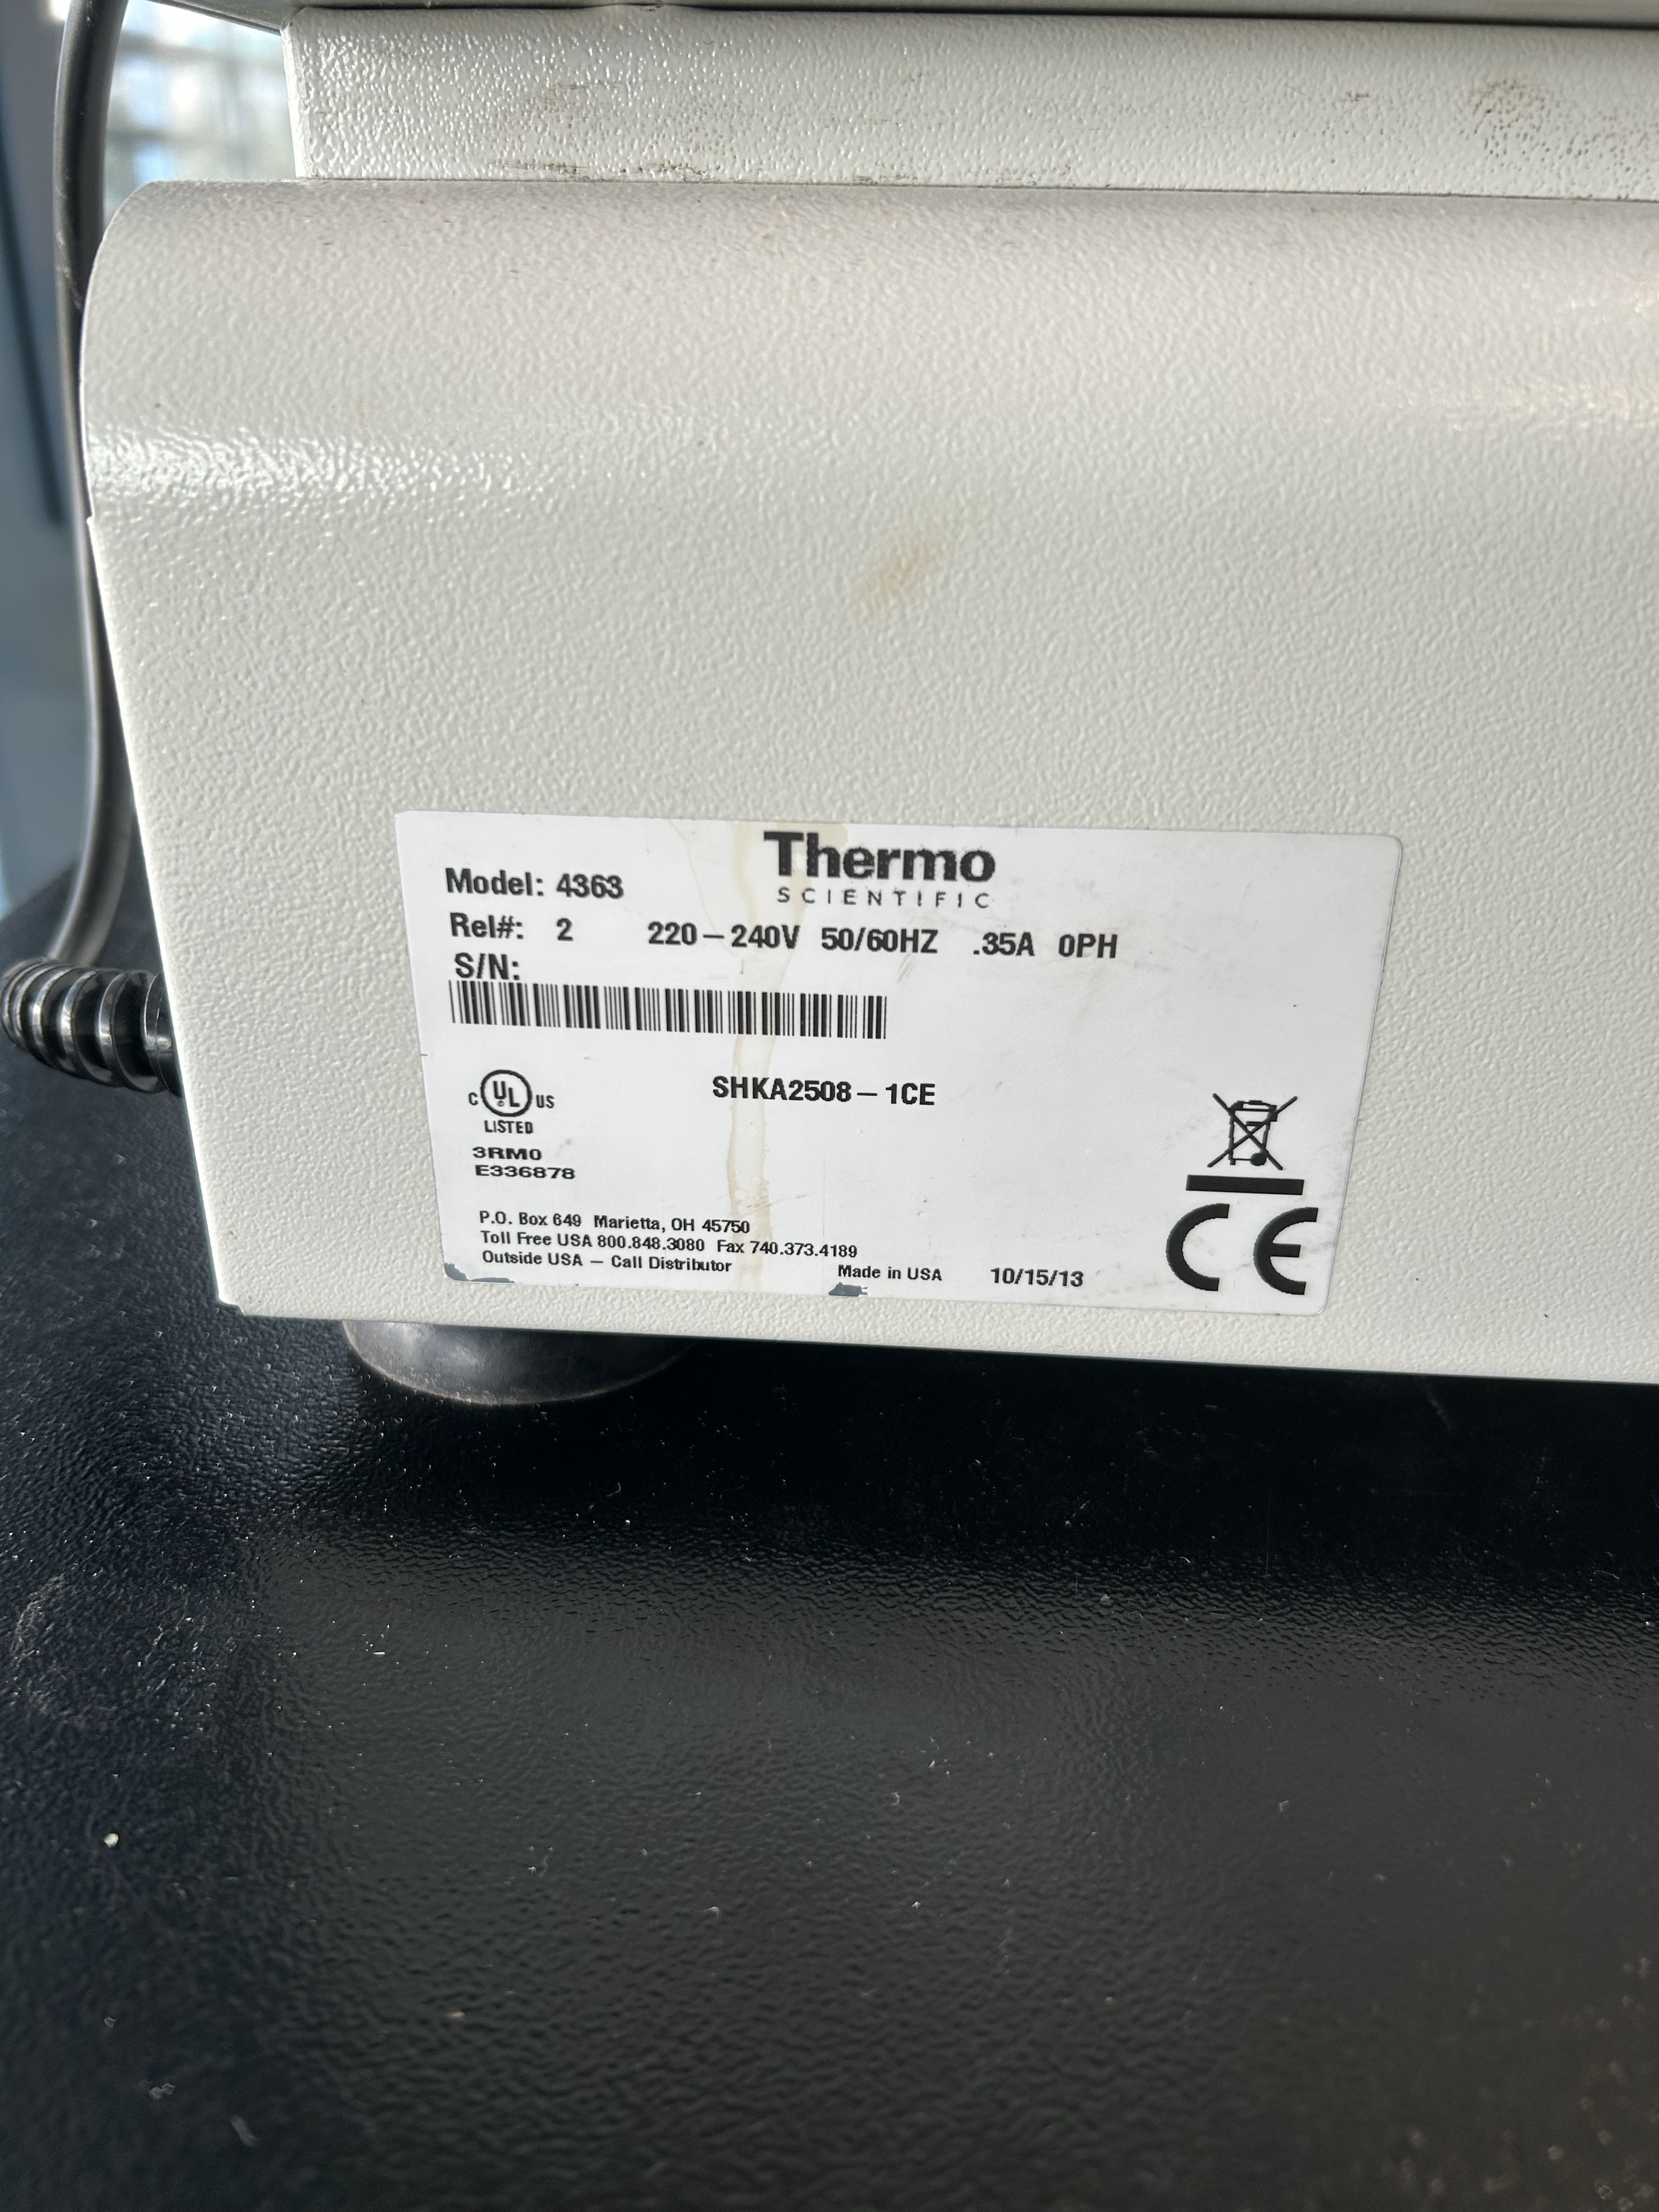 Thermo
SCIENTIFIC
Model: 4363
Rel#: 2 220–240V 50/60HZ .35A 0PH
S/N:
SHKA2508–1CE
C UL US
LISTED
3RM0
E336878
P.O. Box 649 Marietta, OH 45750
Toll Free USA 800.848.3080 Fax 740.373.4189
Outside USA – Call Distributor
Made in USA 10/15/13
CE